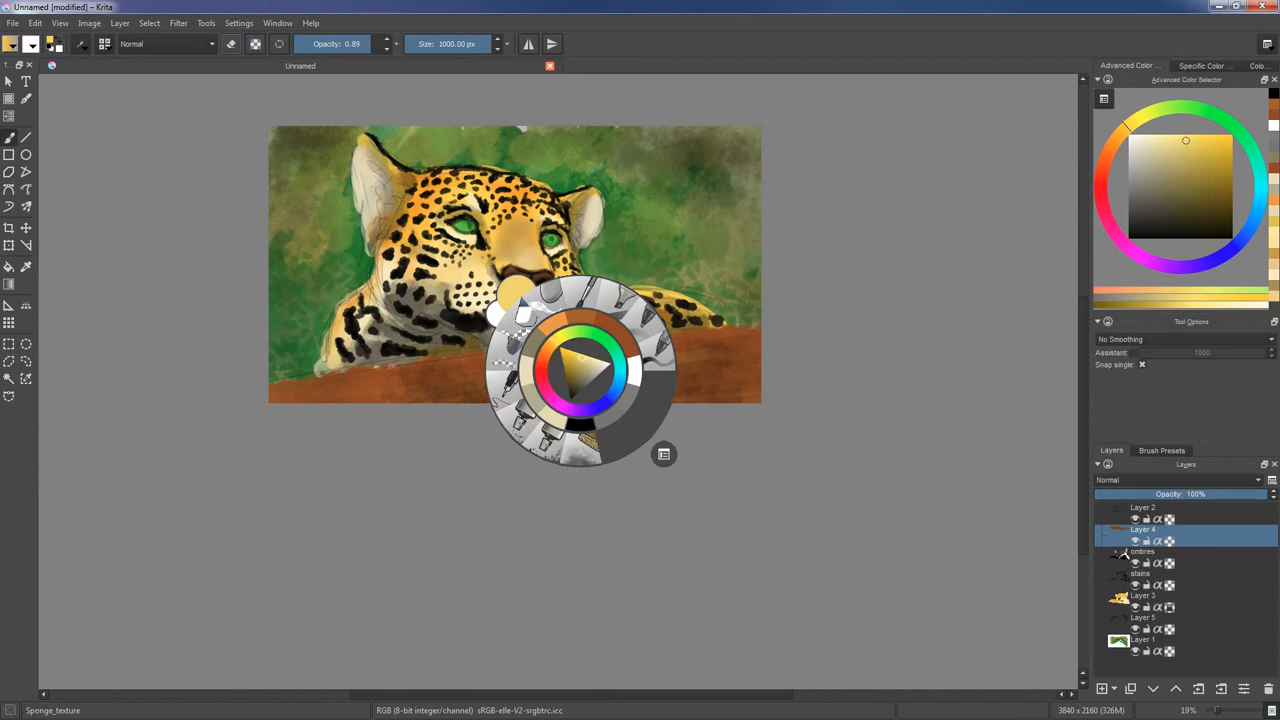 Unnamed [modified] – Krita
File Edit View Image Layer Select Filter Tools Settings Window Help
Normal Opacity: 0.89 Size: 1000.00 px
T... Unnamed Advanced Color ... Specific Color ... Colo...
Advanced Color Selector
Tool Options
No Smoothing
Assistant: 1000
Snap single:
Layers Brush Presets
Layers
Normal
Opacity: 100%
Layer 2
Layer 4
ombres
stains
Layer 3
Layer 5
Layer 1
Sponge_texture RGB (8-bit integer/channel) sRGB-elle-V2-srgbtrc.icc 3840 x 2160 (326M) 19%